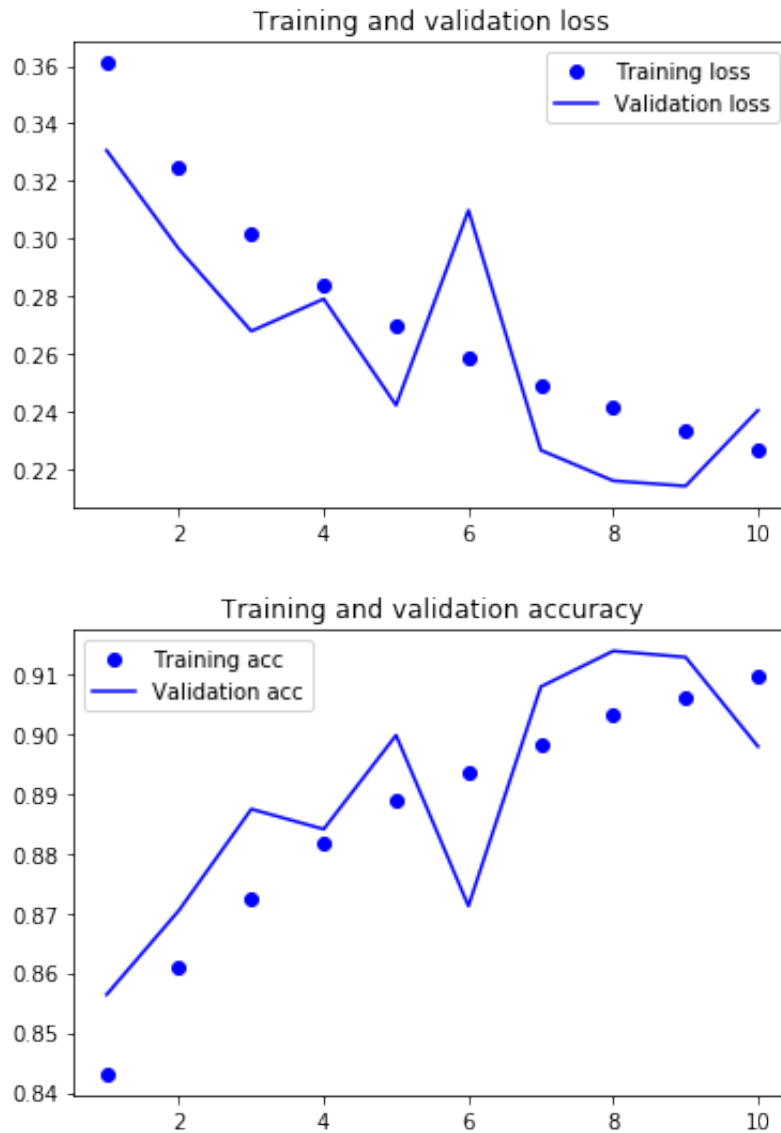 Training and validation loss
0.36
0.34
0.32
0.30
0.28
0.26
0.24
0.22
Training loss
Validation loss
2 4 6 8 10
Training and validation accuracy
0.91
0.90
0.89
0.88
0.87
0.86
0.85
0.84
Training acc
Validation acc
2 4 6 8 10